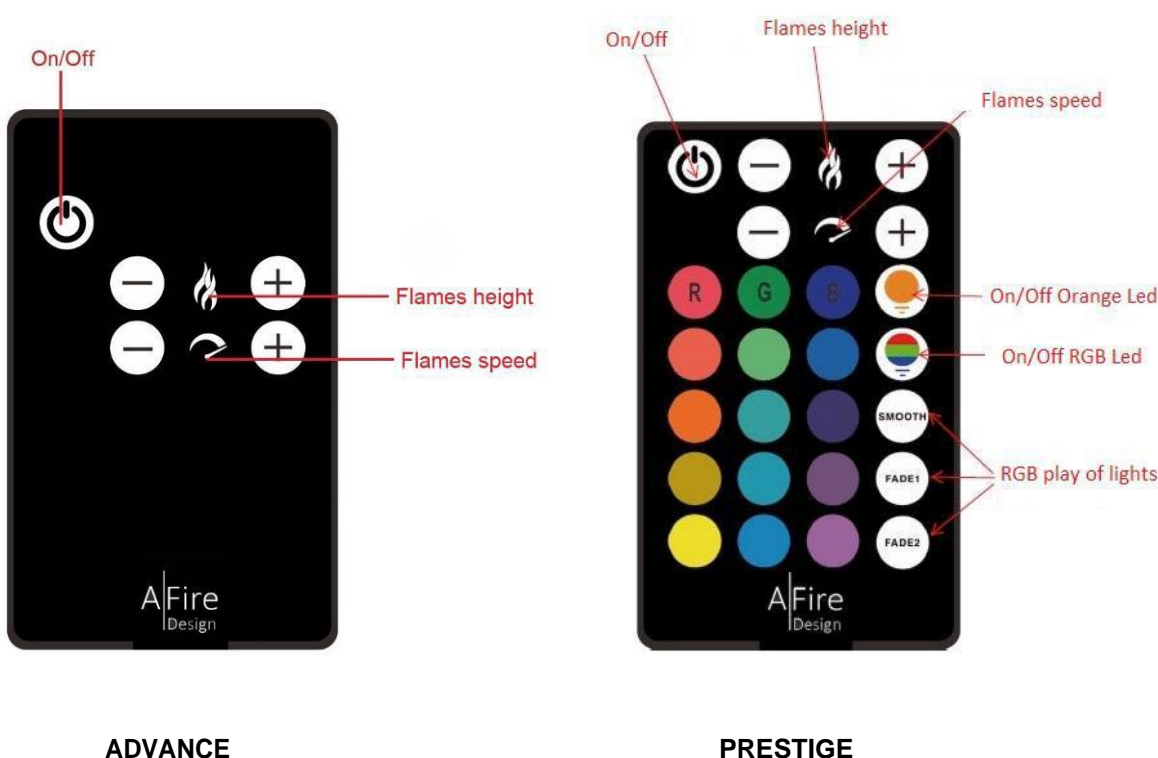 On/Off
Flames height
Flames speed
A Fire
Design
ADVANCE
On/Off
Flames height
Flames speed
R G B
On/Off Orange Led
On/Off RGB Led
SMOOTH
FADE1
RGB play of lights
FADE2
A Fire
Design
PRESTIGE